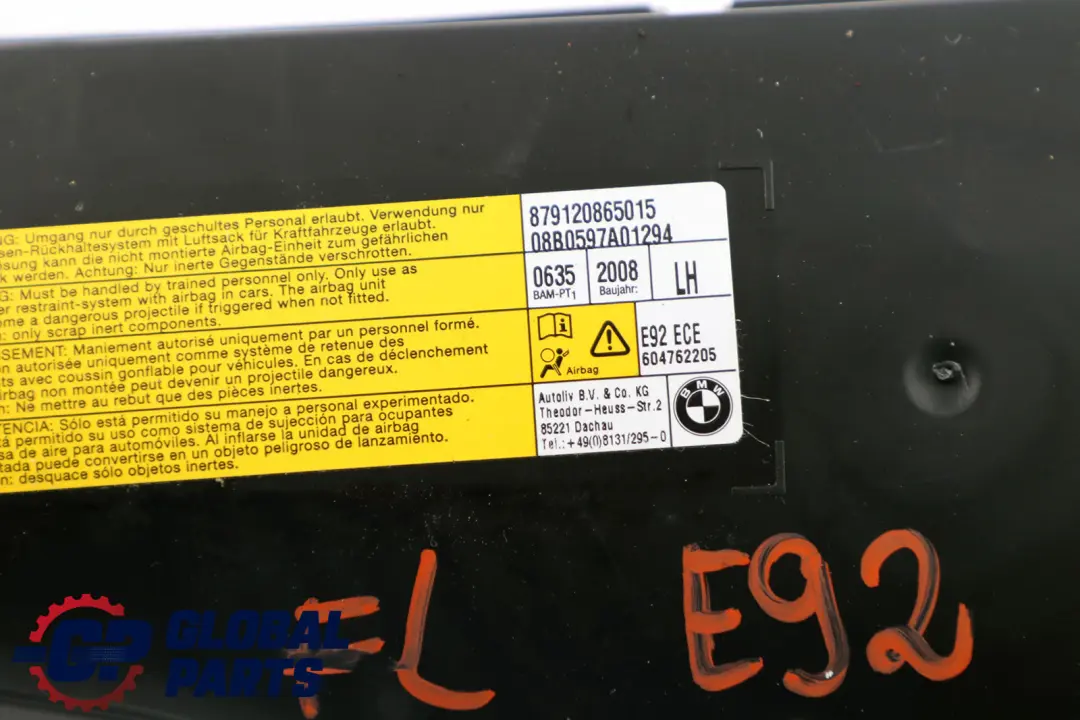 G: Umgang nur durch geschultes Personal erlaubt. Verwendung nur
sen-Rückhaltesystem mit Luftsack für Kraftfahrzeuge erlaubt.
ösung kann die nicht montierte Airbag-Einheit zum gefährlichen
k werden. Achtung: Nur inerte Gegenstände verschrotten.
G: Must be handled by trained personnel only. Only use as
er restraint-system with airbag in cars. The airbag unit
ome a dangerous projectile if triggered when not fitted.
n: only scrap inert components.
SSEMENT: Maniement autorisé uniquement par un personnel formé.
on autorisée uniquement comme système de retenue des
ts avec coussin gonflable pour véhicules. En cas de déclenchement
irbag non montée peut devenir un projectile dangereux.
n: Ne mettre au rebut que des pièces inertes.
TENCIA: Sólo está permitido su manejo a personal experimentado.
tá permitido su uso como sistema de sujección para ocupantes
sa de aire para automóviles. Al inflarse la unidad de airbag
tada puede convertirse en un objeto peligroso de lanzamiento.
n: desquace sólo objetos inertes.
879120865015
08B0597A01294
0635 2008 LH
BAM-PT1 Baujahr:
E92 ECE
604762205
Airbag
Autoliv B.V. & Co. KG
Theodor-Heuss-Str.2
85221 Dachau
Tel.: +49(0)8131/295-0
BMW
FL E92
GP GLOBAL
PARTS